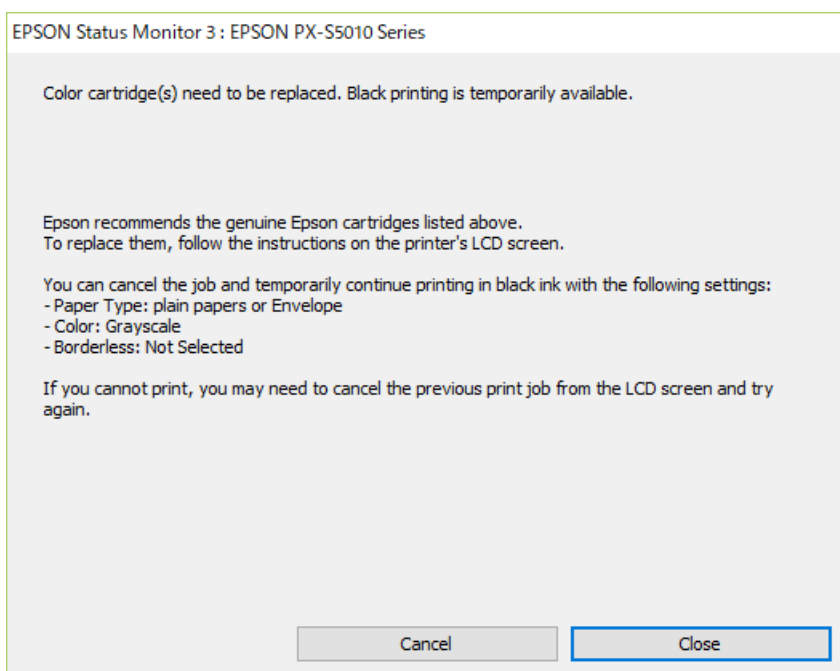 EPSON Status Monitor 3 : EPSON PX-S5010 Series
Color cartridge(s) need to be replaced. Black printing is temporarily available.
Epson recommends the genuine Epson cartridges listed above.
To replace them, follow the instructions on the printer's LCD screen.
You can cancel the job and temporarily continue printing in black ink with the following settings:
- Paper Type: plain papers or Envelope
- Color: Grayscale
- Borderless: Not Selected
If you cannot print, you may need to cancel the previous print job from the LCD screen and try
again.
Cancel
Close